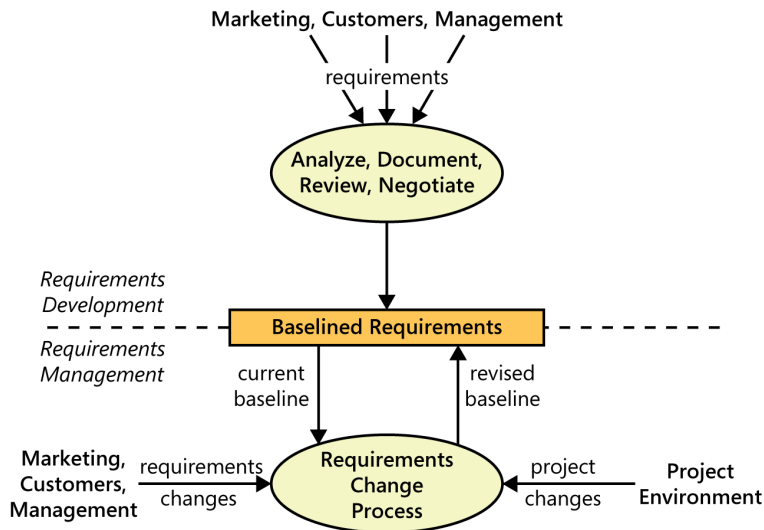 Marketing, Customers, Management
requirements
Analyze, Document,
Review, Negotiate
Requirements
Development
Baselined Requirements
Requirements
Management
current
baseline
revised
baseline
Marketing,
Customers,
Management
requirements
changes
Requirements
Change
Process
project
changes
Project
Environment